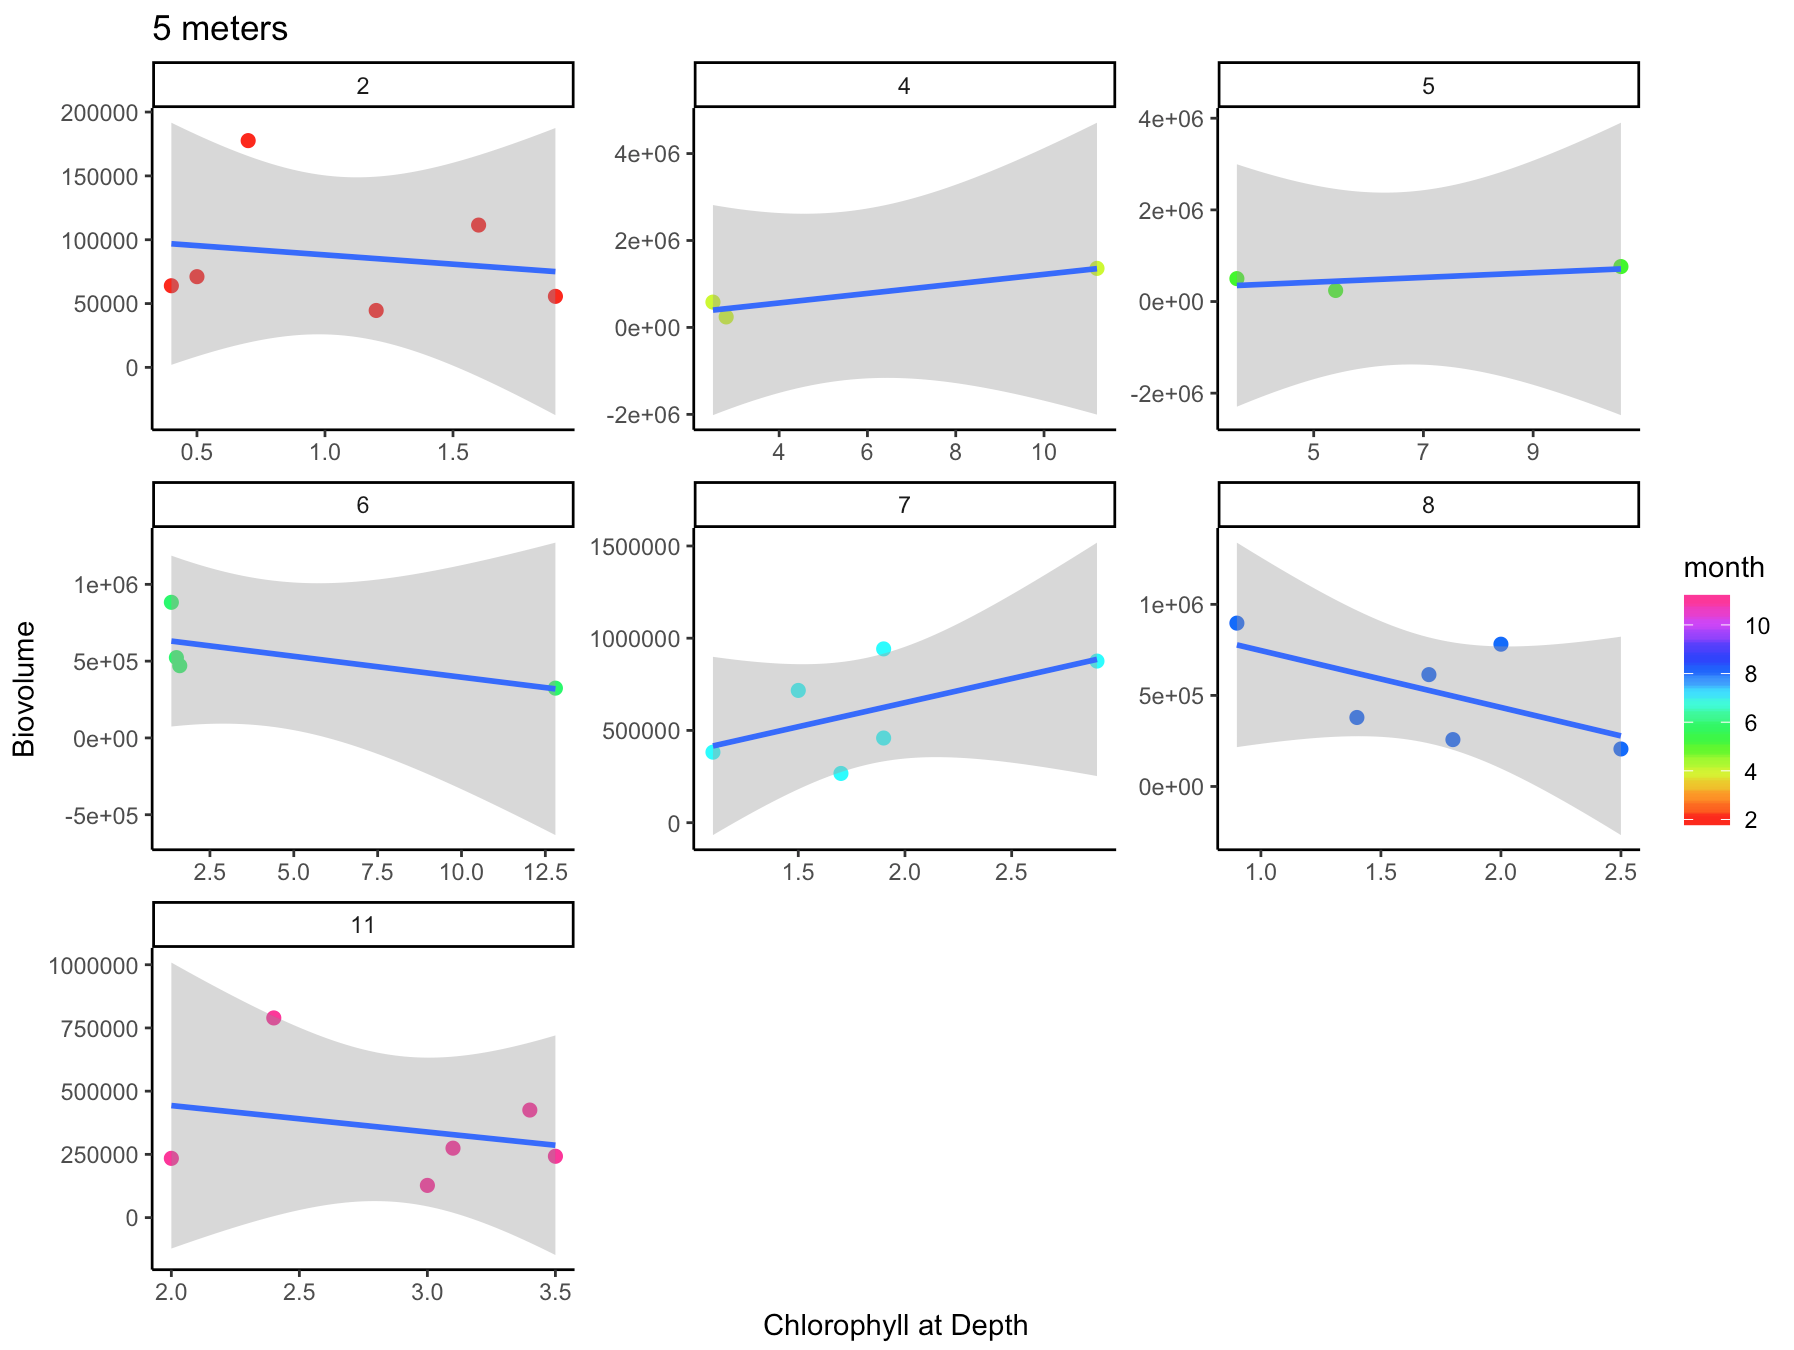 5 meters
2
4
5
200000
150000
100000
50000
0
0.5 1.0 1.5
4e+06
2e+06
0e+00
-2e+06
4 6 8 10
4e+06
2e+06
0e+00
-2e+06
5 7 9
6
7
8
1e+06
5e+05
0e+00
-5e+05
2.5 5.0 7.5 10.0 12.5
1500000
1000000
500000
0
1.5 2.0 2.5
1e+06
5e+05
0e+00
1.0 1.5 2.0 2.5
11
1000000
750000
500000
250000
0
2.0 2.5 3.0 3.5
Biovolume
Chlorophyll at Depth
month
10
8
6
4
2